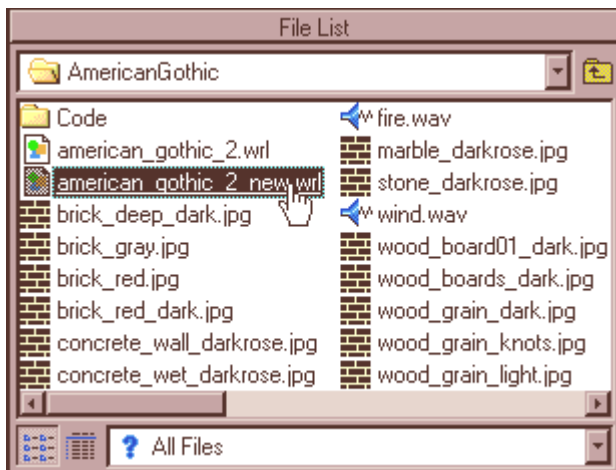 File List
AmericanGothic
Code
american_gothic_2.wrl
american_gothic_2_new.wrl
brick_deep_dark.jpg
brick_gray.jpg
brick_red.jpg
brick_red_dark.jpg
concrete_wall_darkrose.jpg
concrete_wet_darkrose.jpg
fire.wav
marble_darkrose.jpg
stone_darkrose.jpg
wind.wav
wood_board01_dark.jpg
wood_boards_dark.jpg
wood_grain_dark.jpg
wood_grain_knots.jpg
wood_grain_light.jpg
All Files